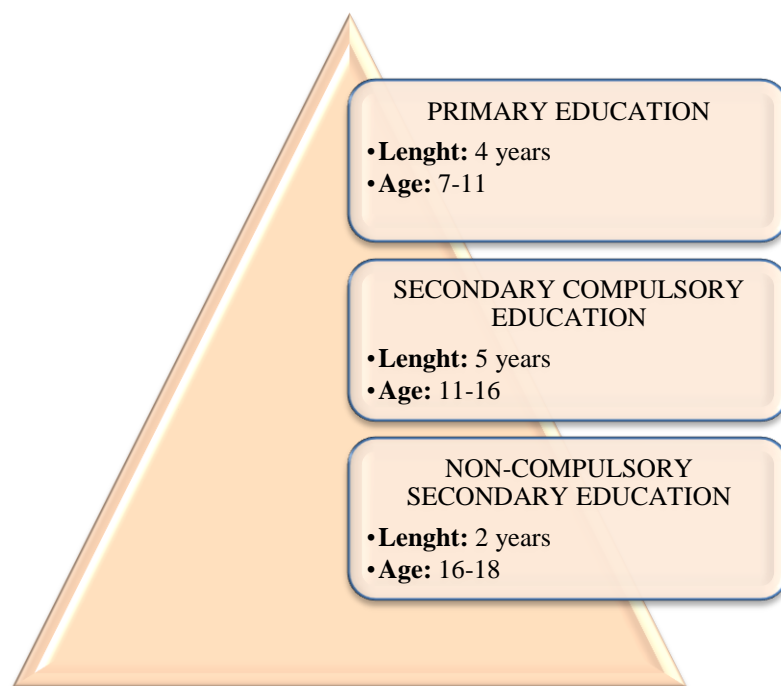 PRIMARY EDUCATION
•Lenght: 4 years
•Age: 7-11
SECONDARY COMPULSORY
EDUCATION
•Lenght: 5 years
•Age: 11-16
NON-COMPULSORY
SECONDARY EDUCATION
•Lenght: 2 years
•Age: 16-18